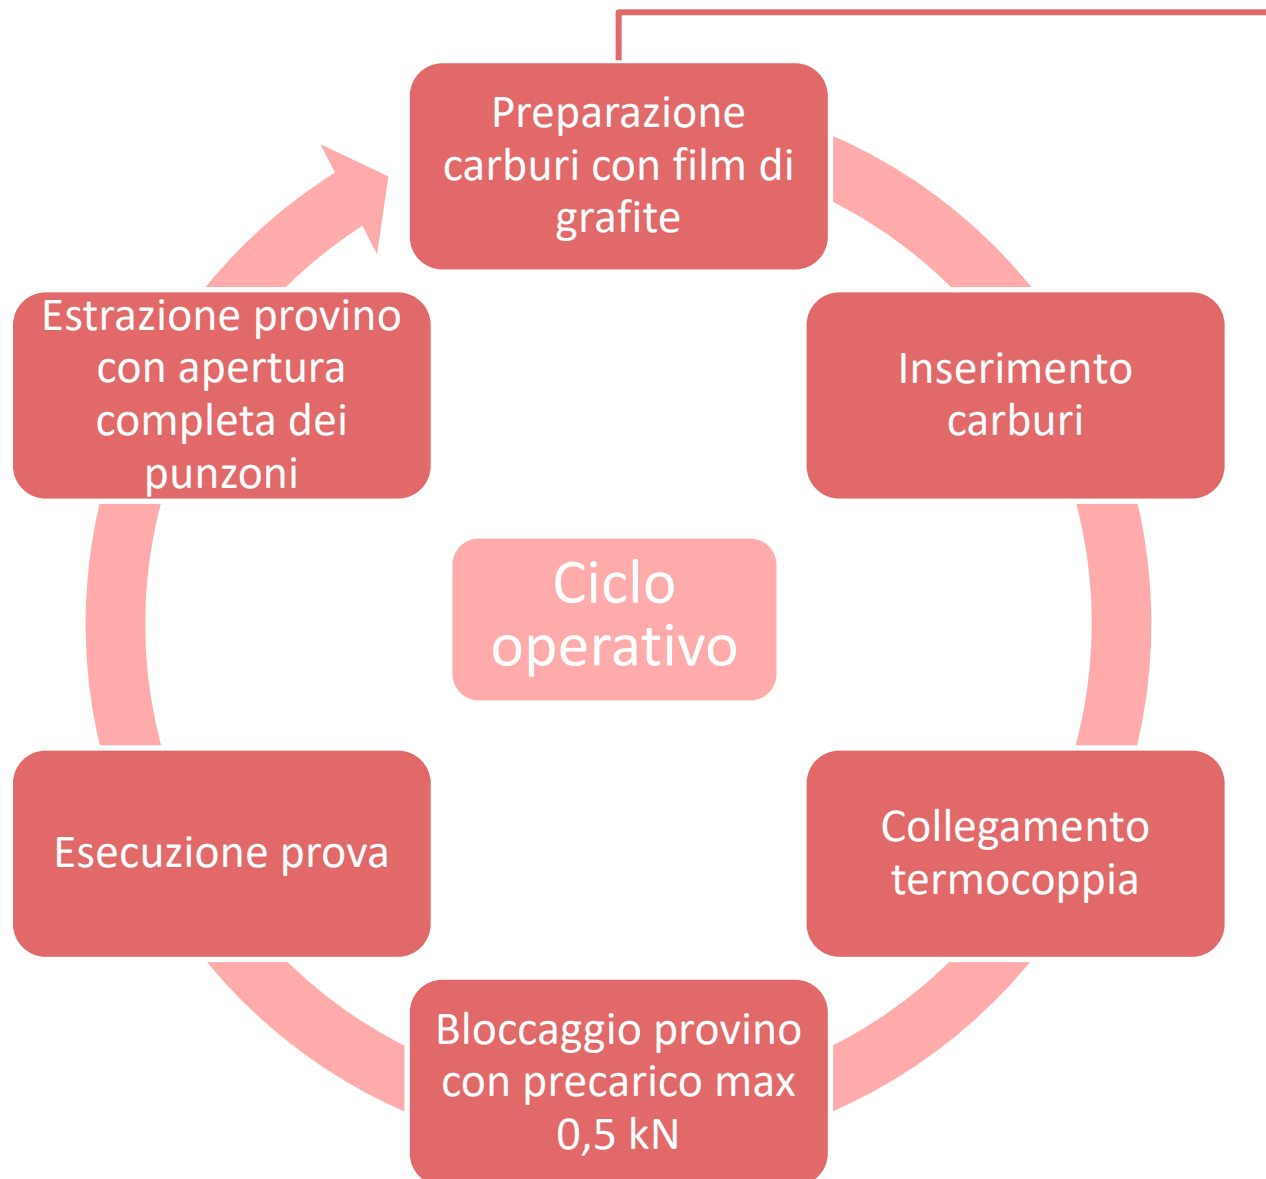 Preparazione
carburi con film di
grafite
Inserimento
carburi
Collegamento
termocoppia
Bloccaggio provino
con precarico max
0,5 kN
Esecuzione prova
Estrazione provino
con apertura
completa dei
punzoni
Ciclo
operativo